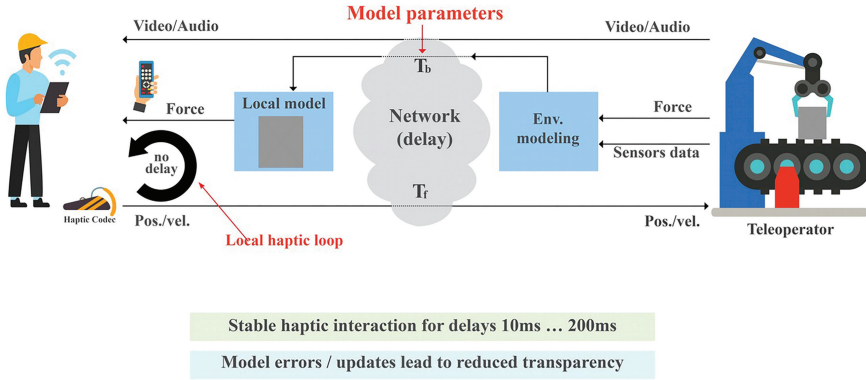 Model parameters
Video/Audio
Video/Audio
T_b
Local model
Network
(delay)
Env.
modeling
Force
Force
Sensors data
no
delay
T_f
Haptic Codec
Pos./vel.
Pos./vel.
Teleoperator
Local haptic loop
Stable haptic interaction for delays 10ms … 200ms
Model errors / updates lead to reduced transparency